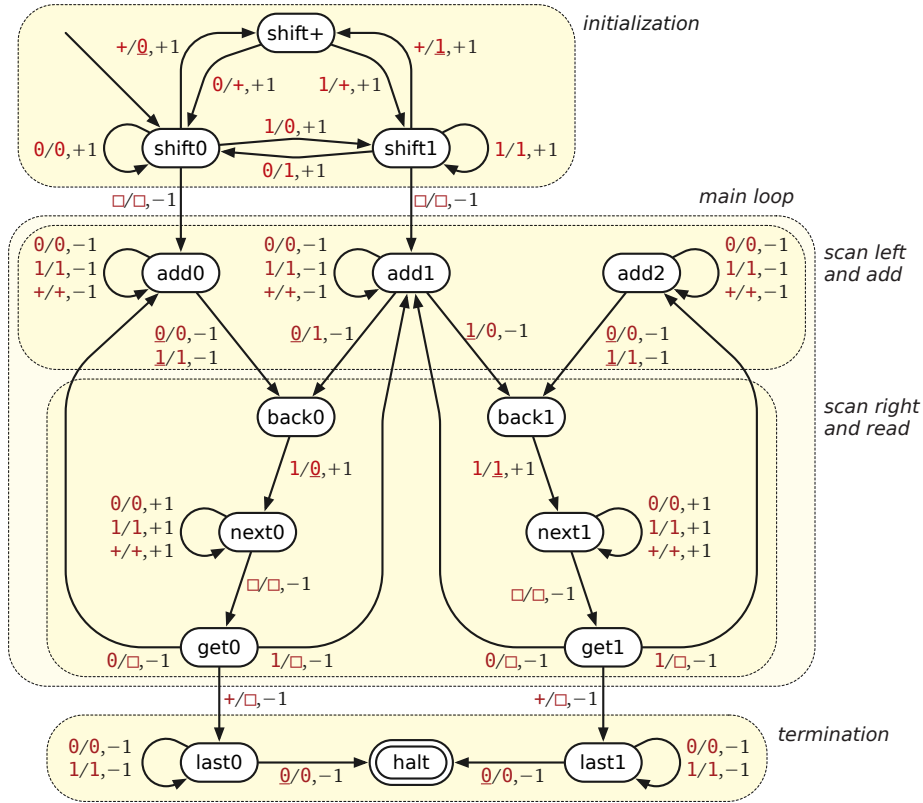 initialization
shift+
+/0̲,+1
+/1̲,+1
0/+,+1
1/+,+1
1/0,+1
0/0,+1
shift0
shift1
1/1,+1
0/1,+1
□/□,−1
□/□,−1
main loop
0/0,−1
1/1,−1
+/+,−1
add0
0/0,−1
1/1,−1
+/+,−1
add1
add2
0/0,−1
1/1,−1
+/+,−1
scan left
and add
0̲/0,−1
1̲/1,−1
0̲/1,−1
1̲/0,−1
0̲/0,−1
1̲/1,−1
back0
back1
scan right
and read
1/0̲,+1
1/1̲,+1
0/0,+1
1/1,+1
+/+,+1
next0
next1
0/0,+1
1/1,+1
+/+,+1
□/□,−1
□/□,−1
get0
get1
0/□,−1
1/□,−1
0/□,−1
1/□,−1
+/□,−1
+/□,−1
termination
0/0,−1
1/1,−1
last0
0̲/0,−1
halt
0̲/0,−1
last1
0/0,−1
1/1,−1